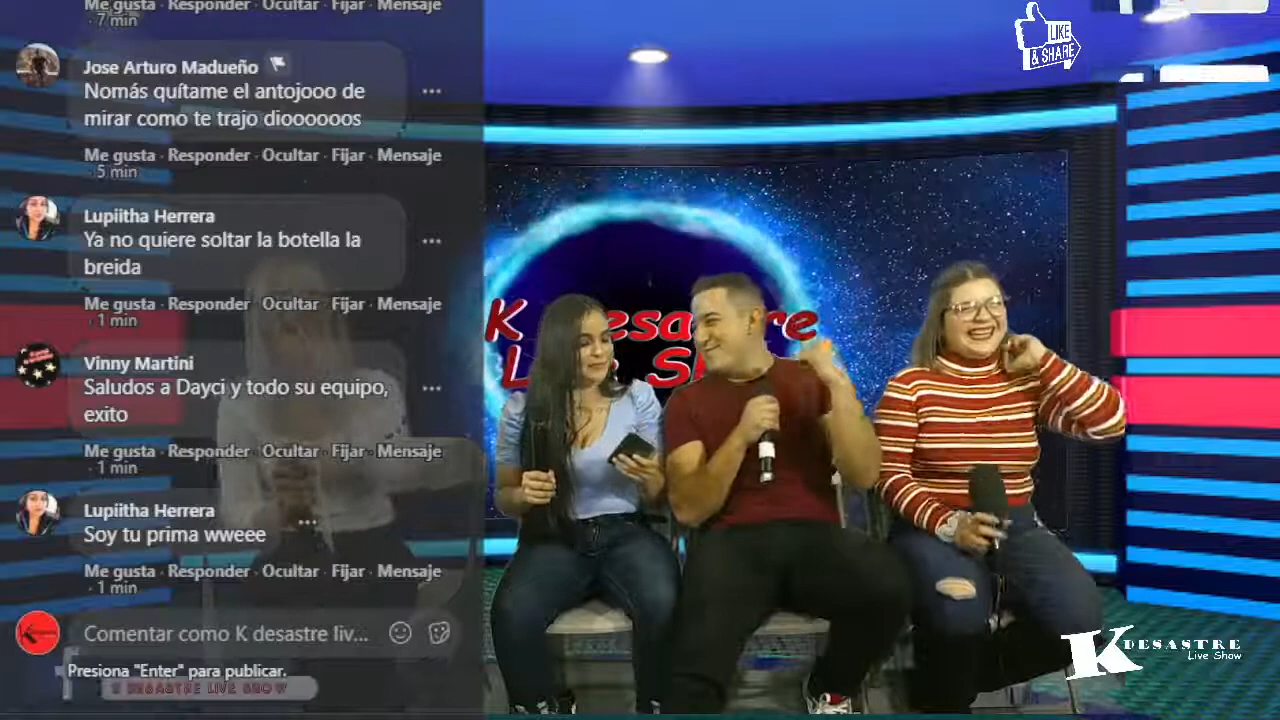 Me gusta · Responder · Ocultar · Fijar · Mensaje
· 7 min
LIKE
& SHARE
Jose Arturo Madueño
Nomás quítame el antojooo de
mirar como te trajo dioooooos
Me gusta · Responder · Ocultar · Fijar · Mensaje
· 5 min
Lupiitha Herrera
Ya no quiere soltar la botella la
breida
Me gusta · Responder · Ocultar · Fijar · Mensaje
· 1 min
Vinny Martini
Saludos a Dayci y todo su equipo,
exito
Me gusta · Responder · Ocultar · Fijar · Mensaje
· 1 min
Lupiitha Herrera
Soy tu prima wweee
Me gusta · Responder · Ocultar · Fijar · Mensaje
· 1 min
Comentar como K desastre liv...
Presiona "Enter" para publicar.
K DESASTRE LIVE SHOW
K DESASTRE
Live Show